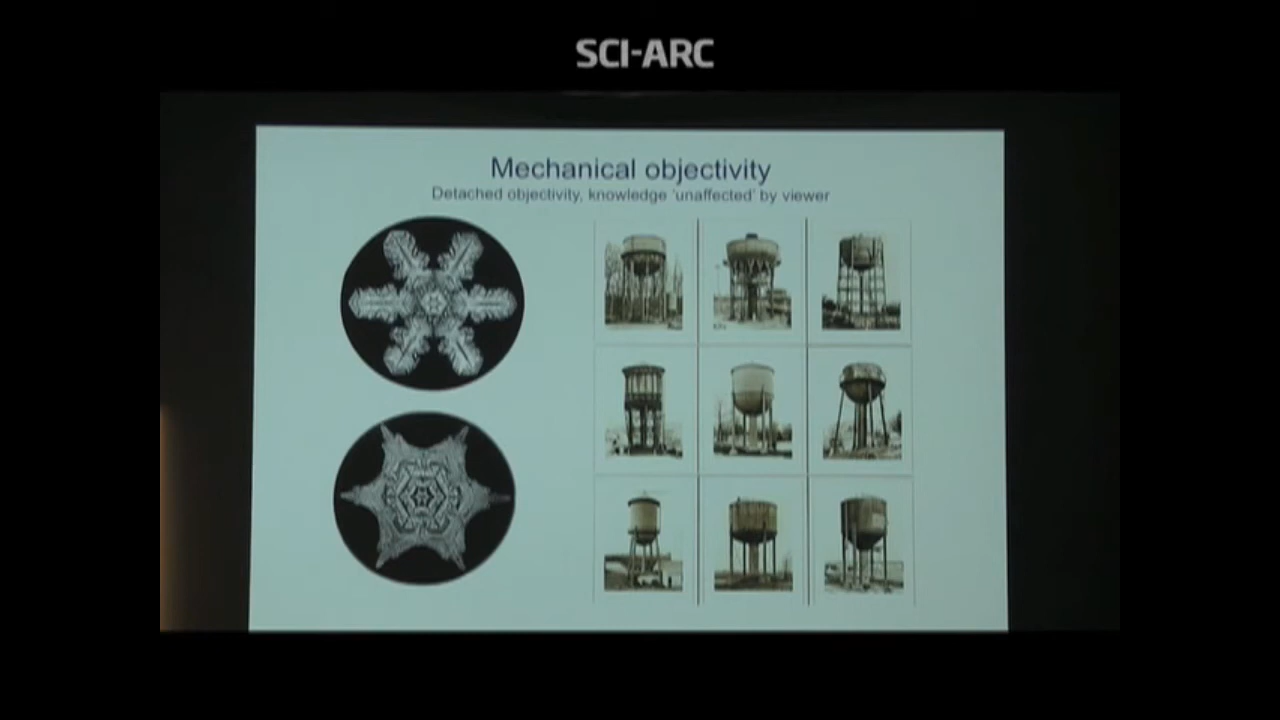 SCI-ARC
Mechanical objectivity
Detached objectivity, knowledge 'unaffected' by viewer